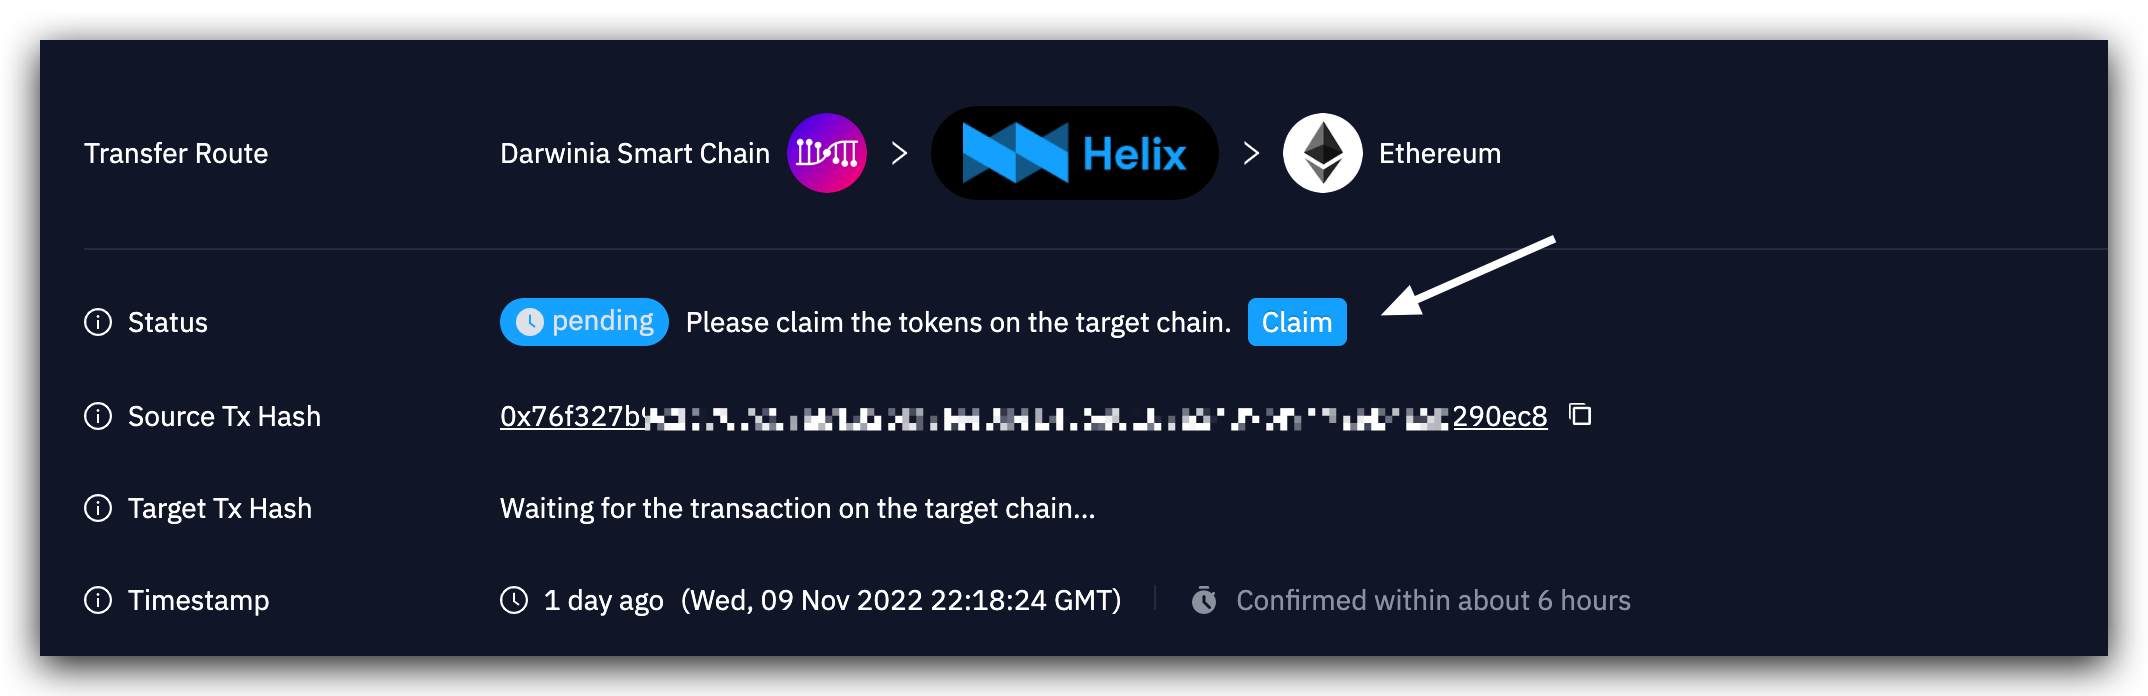 Transfer Route Darwinia Smart Chain > Helix > Ethereum
Status pending Please claim the tokens on the target chain. Claim
Source Tx Hash 0x76f327b 290ec8
Target Tx Hash Waiting for the transaction on the target chain...
Timestamp 1 day ago (Wed, 09 Nov 2022 22:18:24 GMT) Confirmed within about 6 hours